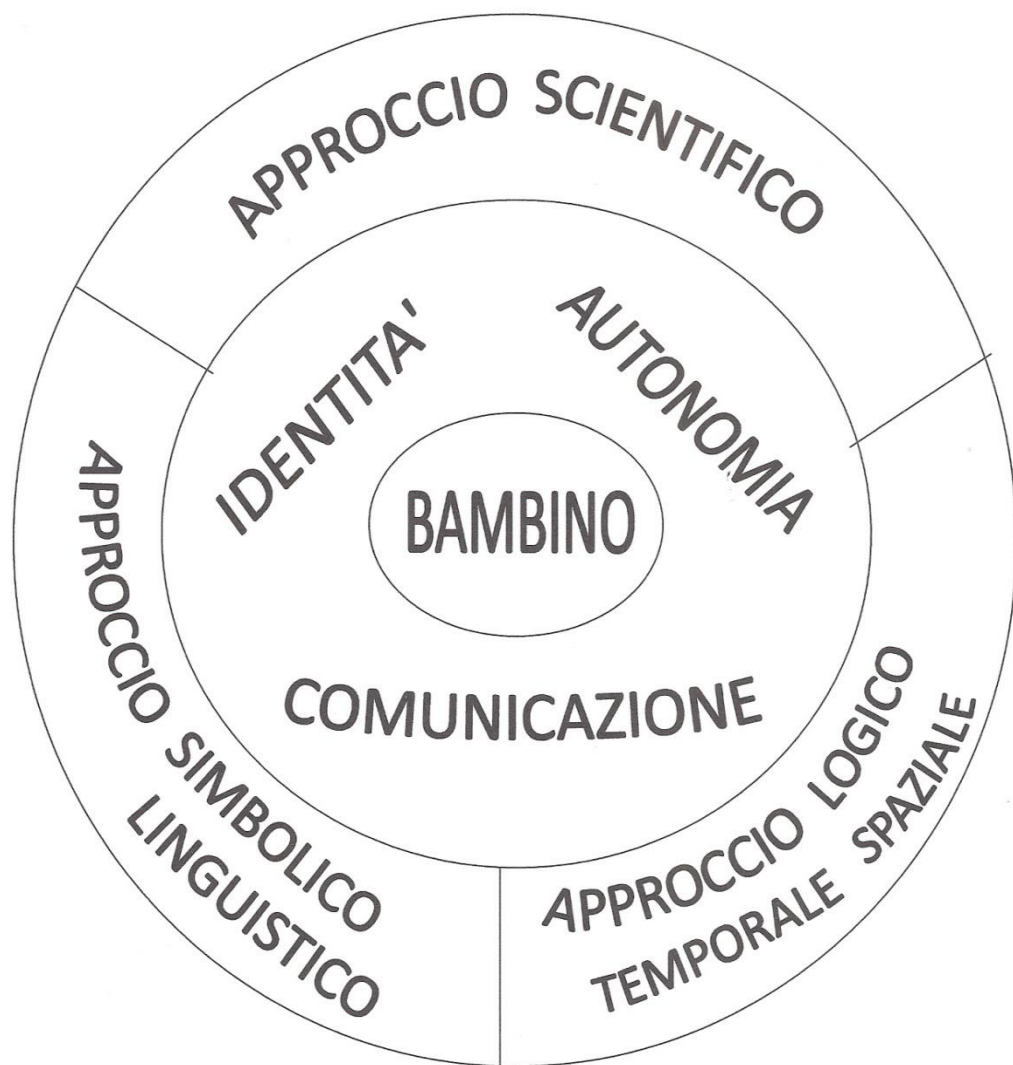 APPROCCIO SCIENTIFICO
IDENTITA'
AUTONOMIA
BAMBINO
COMUNICAZIONE
APPROCCIO SIMBOLICO
LINGUISTICO
APPROCCIO LOGICO
TEMPORALE SPAZIALE